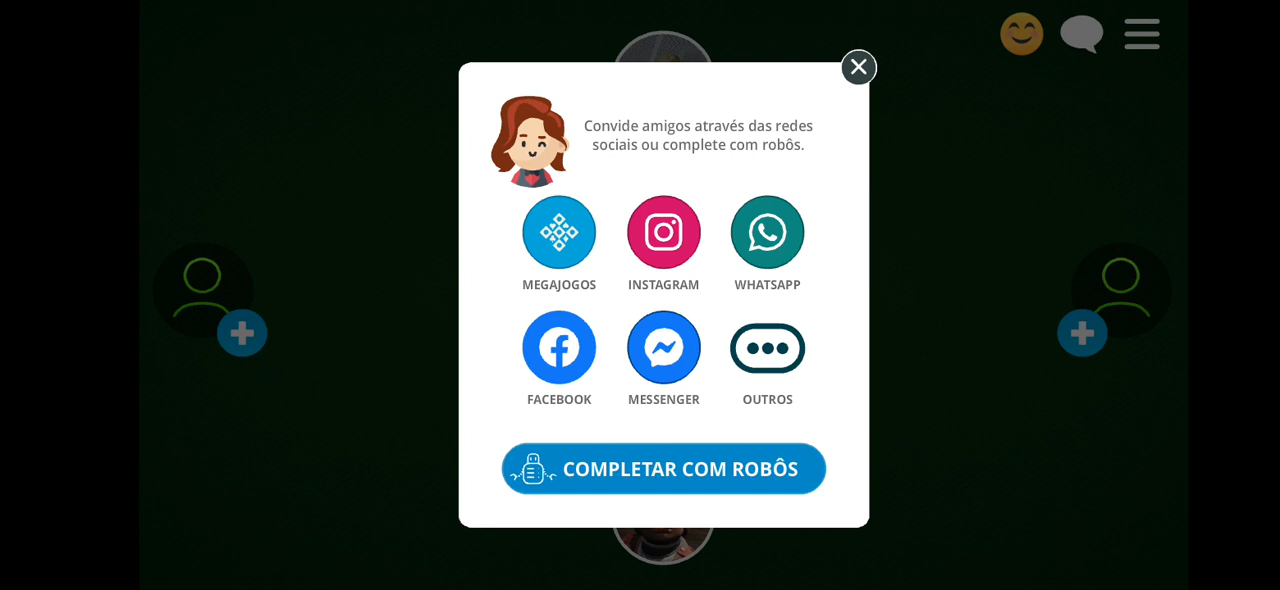 Convide amigos através das redes
sociais ou complete com robôs.
MEGAJOGOS
INSTAGRAM
WHATSAPP
FACEBOOK
MESSENGER
OUTROS
COMPLETAR COM ROBÔS